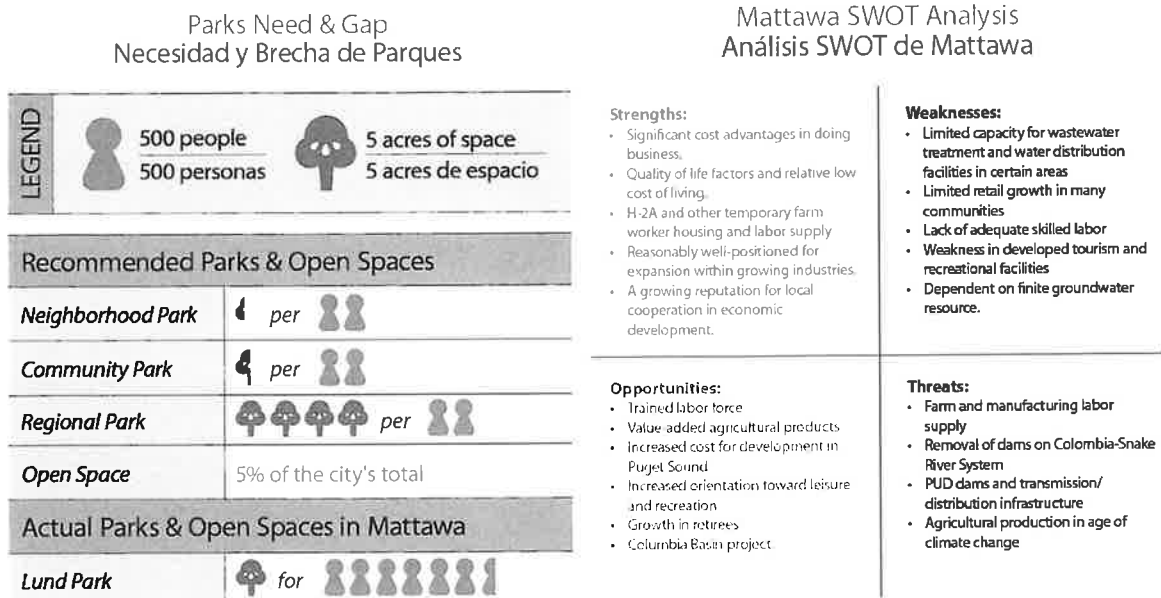 Parks Need & Gap
Necesidad y Brecha de Parques
LEGEND
500 people
500 personas
5 acres of space
5 acres de espacio
Recommended Parks & Open Spaces
Neighborhood Park
per
Community Park
per
Regional Park
per
Open Space
5% of the city's total
Actual Parks & Open Spaces in Mattawa
Lund Park
for
Mattawa SWOT Analysis
Análisis SWOT de Mattawa
Strengths:
• Significant cost advantages in doing
business.
• Quality of life factors and relative low
cost of living.
• H-2A and other temporary farm
worker housing and labor supply
• Reasonably well-positioned for
expansion within growing industries.
• A growing reputation for local
cooperation in economic
development.
Weaknesses:
• Limited capacity for wastewater
treatment and water distribution
facilities in certain areas
• Limited retail growth in many
communities
• Lack of adequate skilled labor
• Weakness in developed tourism and
recreational facilities
• Dependent on finite groundwater
resource.
Opportunities:
• Trained labor force
• Value-added agricultural products
• Increased cost for development in
Puget Sound
• Increased orientation toward leisure
and recreation
• Growth in retirees
• Columbia Basin project
Threats:
• Farm and manufacturing labor
supply
• Removal of dams on Colombia-Snake
River System
• PUD dams and transmission/
distribution infrastructure
• Agricultural production in age of
climate change